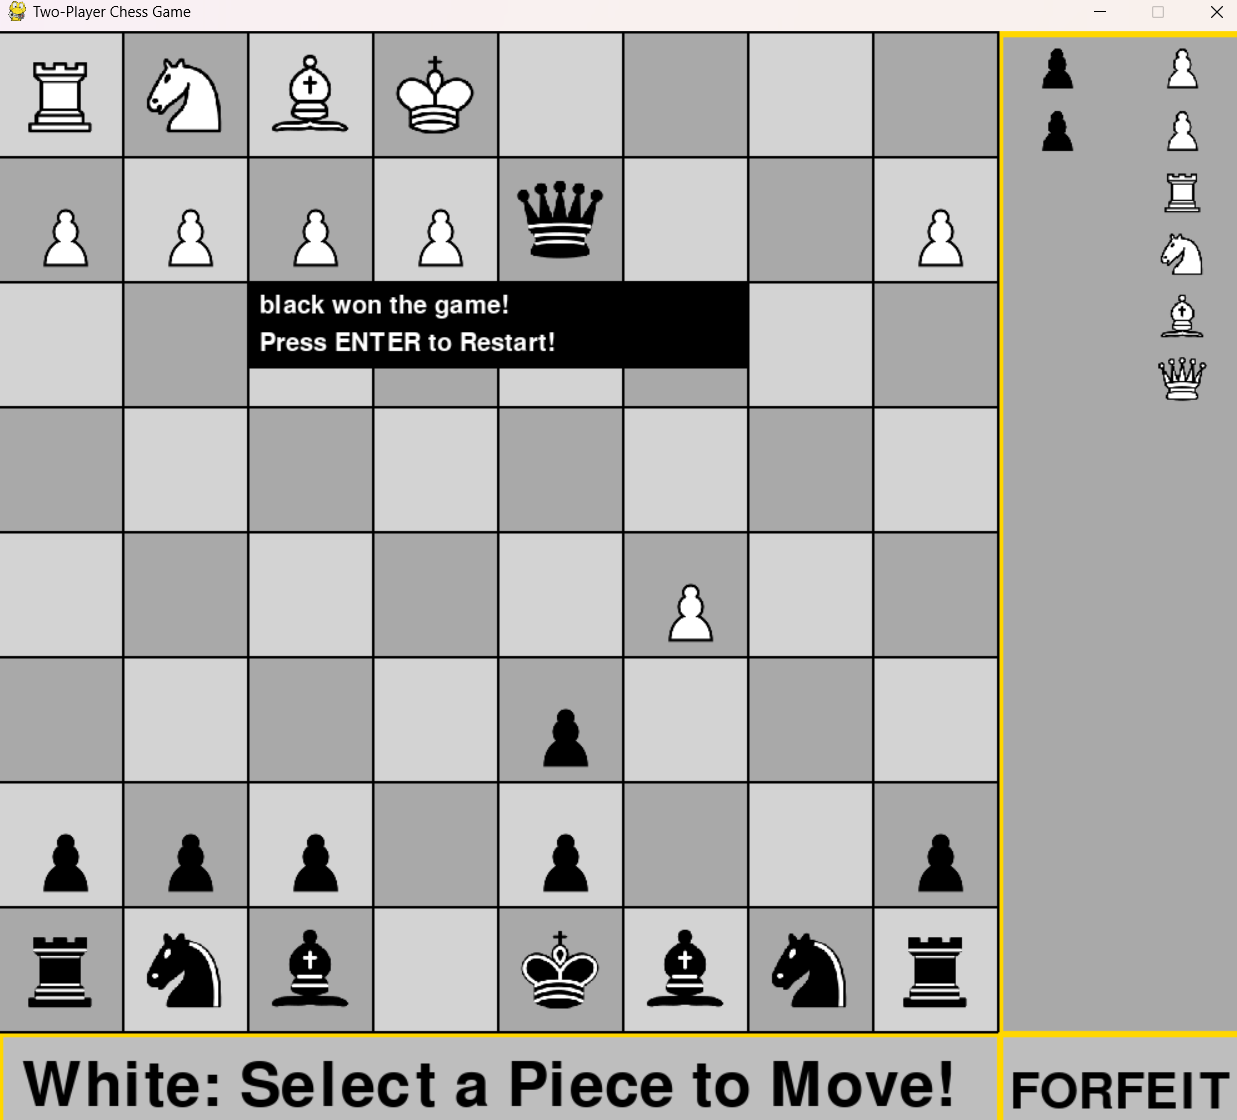 Two-Player Chess Game
black won the game!
Press ENTER to Restart!
White: Select a Piece to Move!
FORFEIT